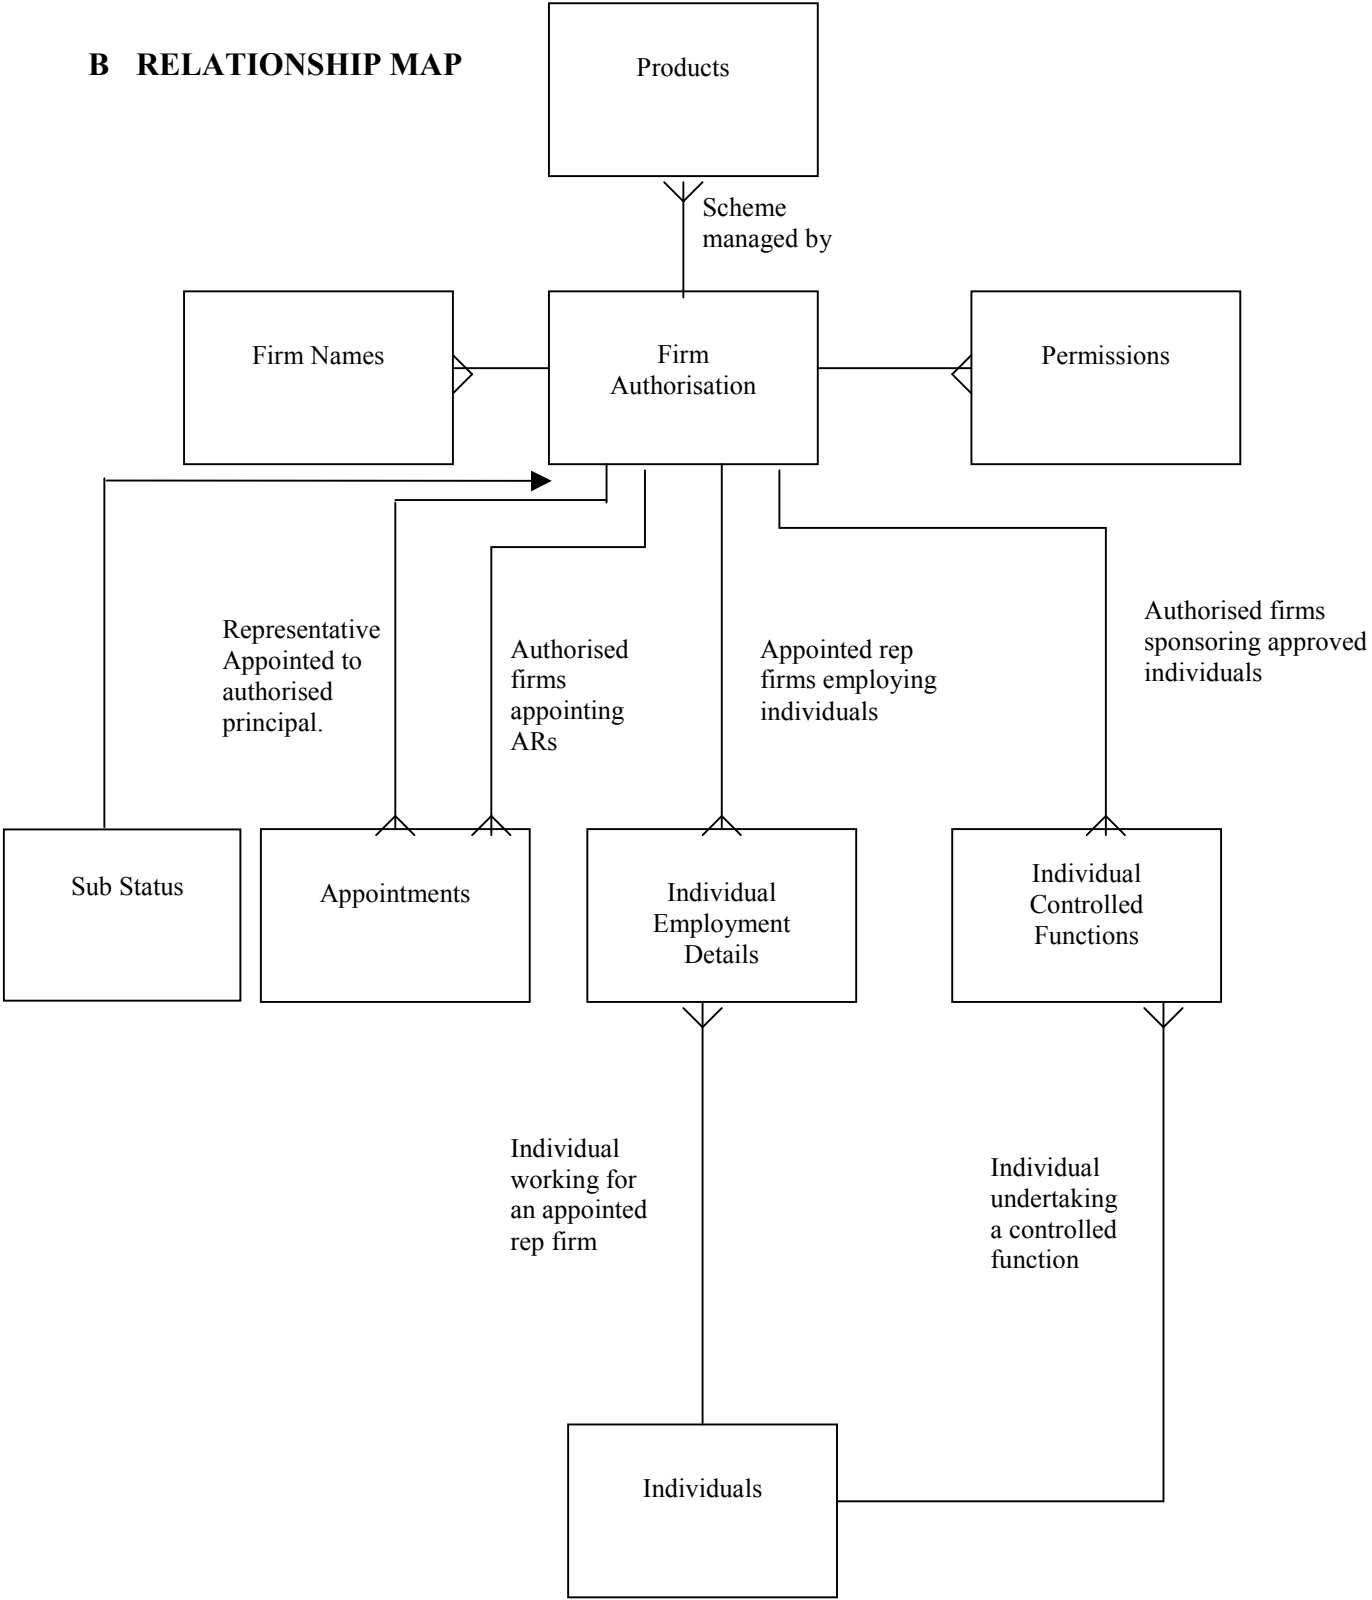 B RELATIONSHIP MAP
Products
Scheme
managed by
Firm Names
Firm
Authorisation
Permissions
Representative
Appointed to
authorised
principal.
Authorised
firms
appointing
ARs
Appointed rep
firms employing
individuals
Authorised firms
sponsoring approved
individuals
Sub Status
Appointments
Individual
Employment
Details
Individual
Controlled
Functions
Individual
working for
an appointed
rep firm
Individual
undertaking
a controlled
function
Individuals